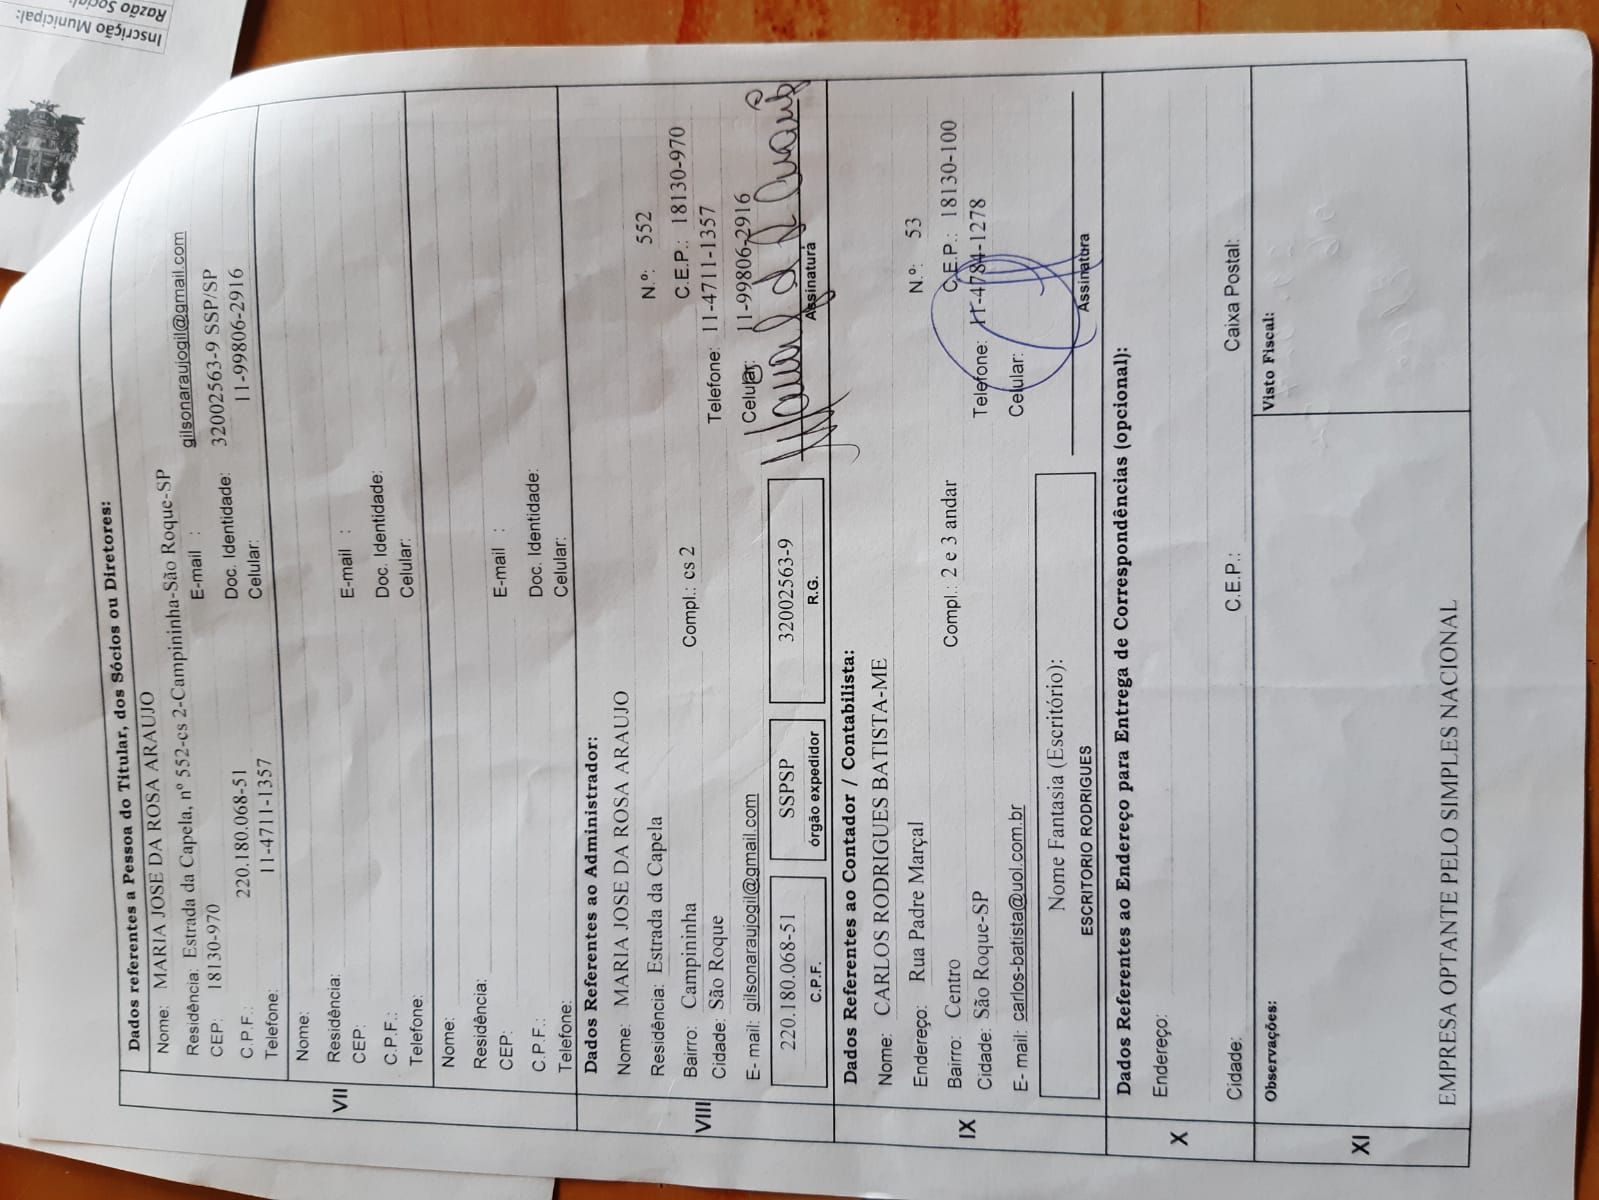 Inscrição Municipal:
Razão Social:
Dados referentes a Pessoa do Titular, dos Sócios ou Diretores:
VII
Nome: MARIA JOSE DA ROSA ARAUJO
Residência: Estrada da Capela, nº 552-cs 2-Campininha-São Roque-SP
CEP: 18130-970 E-mail : gilsonaraujogil@gmail.com
C.P.F.: 220.180.068-51 Doc. Identidade: 32002563-9 SSP/SP
Telefone: 11-4711-1357 Celular: 11-99806-2916
Nome:
Residência:
CEP: E-mail :
C.P.F.: Doc. Identidade:
Telefone: Celular:
Nome:
Residência:
CEP: E-mail :
C.P.F.: Doc. Identidade:
Telefone: Celular:
VIII
Dados Referentes ao Administrador:
Nome: MARIA JOSE DA ROSA ARAUJO
Residência: Estrada da Capela N.º: 552
Bairro: Campininha Compl.: cs 2 C.E.P.: 18130-970
Cidade: São Roque Telefone: 11-4711-1357
E- mail: gilsonaraujogil@gmail.com Celular: 11-99806-2916
220.180.068-51 SSPSP 32002563-9
C.P.F. órgão expedidor R.G. Assinatura
IX
Dados Referentes ao Contador / Contabilista:
Nome: CARLOS RODRIGUES BATISTA-ME
Endereço: Rua Padre Marçal N.º: 53
Bairro: Centro Compl.: 2 e 3 andar C.E.P.: 18130-100
Cidade: São Roque-SP Telefone: 11-4784-1278
E- mail: carlos-batista@uol.com.br Celular:
Nome Fantasia (Escritório):
ESCRITORIO RODRIGUES Assinatura
X
Dados Referentes ao Endereço para Entrega de Correspondências (opcional):
Endereço:
Cidade: C.E.P.: Caixa Postal:
XI
Observações: Visto Fiscal:
EMPRESA OPTANTE PELO SIMPLES NACIONAL